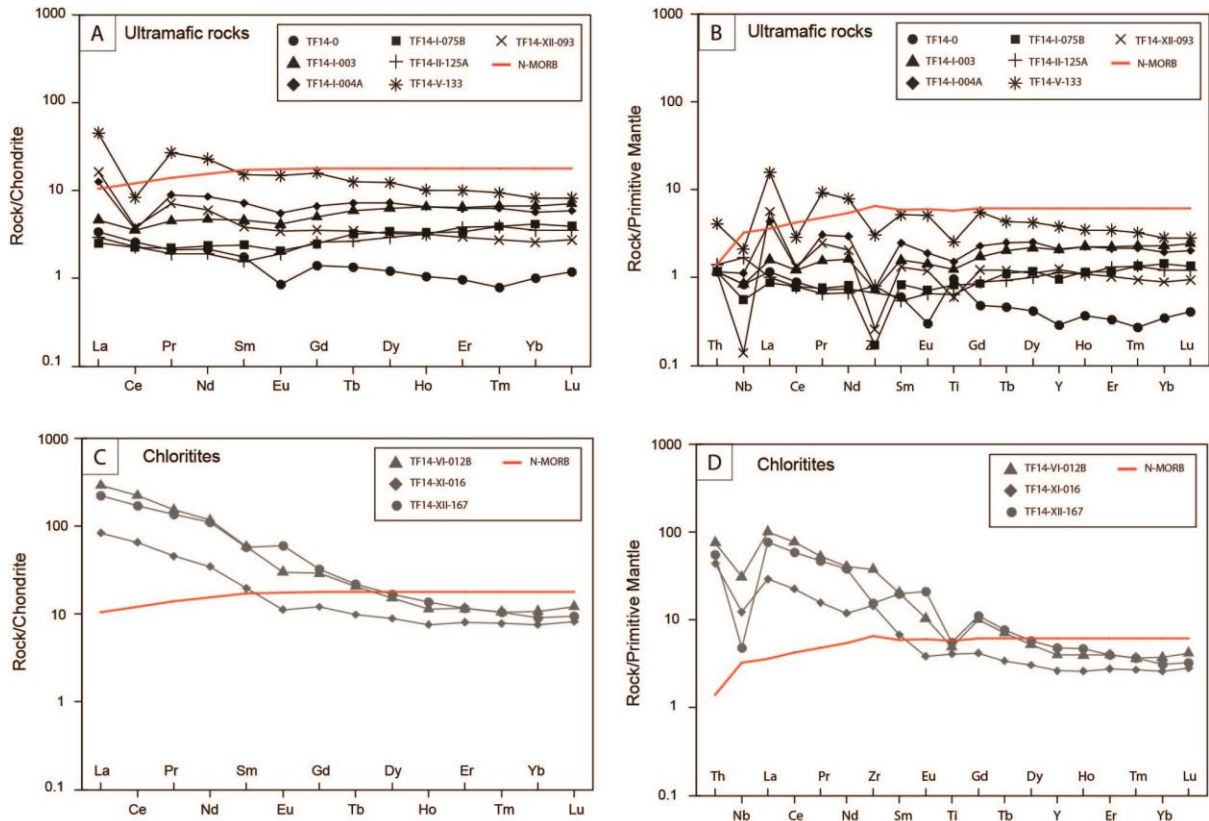 A Ultramafic rocks
TF14-0 TF14-I-075B TF14-XII-093
TF14-I-003 TF14-II-125A N-MORB
TF14-I-004A TF14-V-133
Rock/Chondrite
1000
100
10
1
0.1
La Pr Sm Gd Dy Er Yb
Ce Nd Eu Tb Ho Tm Lu
B Ultramafic rocks
TF14-0 TF14-I-075B TF14-XII-093
TF14-I-003 TF14-II-125A N-MORB
TF14-I-004A TF14-V-133
Rock/Primitive Mantle
1000
100
10
1
0.1
Th La Pr Zr Eu Gd Dy Ho Tm Lu
Nb Ce Nd Sm Ti Tb Y Er Yb
C Chloritites
TF14-VI-012B N-MORB
TF14-XI-016
TF14-XII-167
Rock/Chondrite
1000
100
10
1
0.1
La Pr Sm Gd Dy Er Yb
Ce Nd Eu Tb Ho Tm Lu
D Chloritites
TF14-VI-012B N-MORB
TF14-XI-016
TF14-XII-167
Rock/Primitive Mantle
1000
100
10
1
0.1
Th La Pr Zr Eu Gd Dy Ho Tm Lu
Nb Ce Nd Sm Ti Tb Y Er Yb